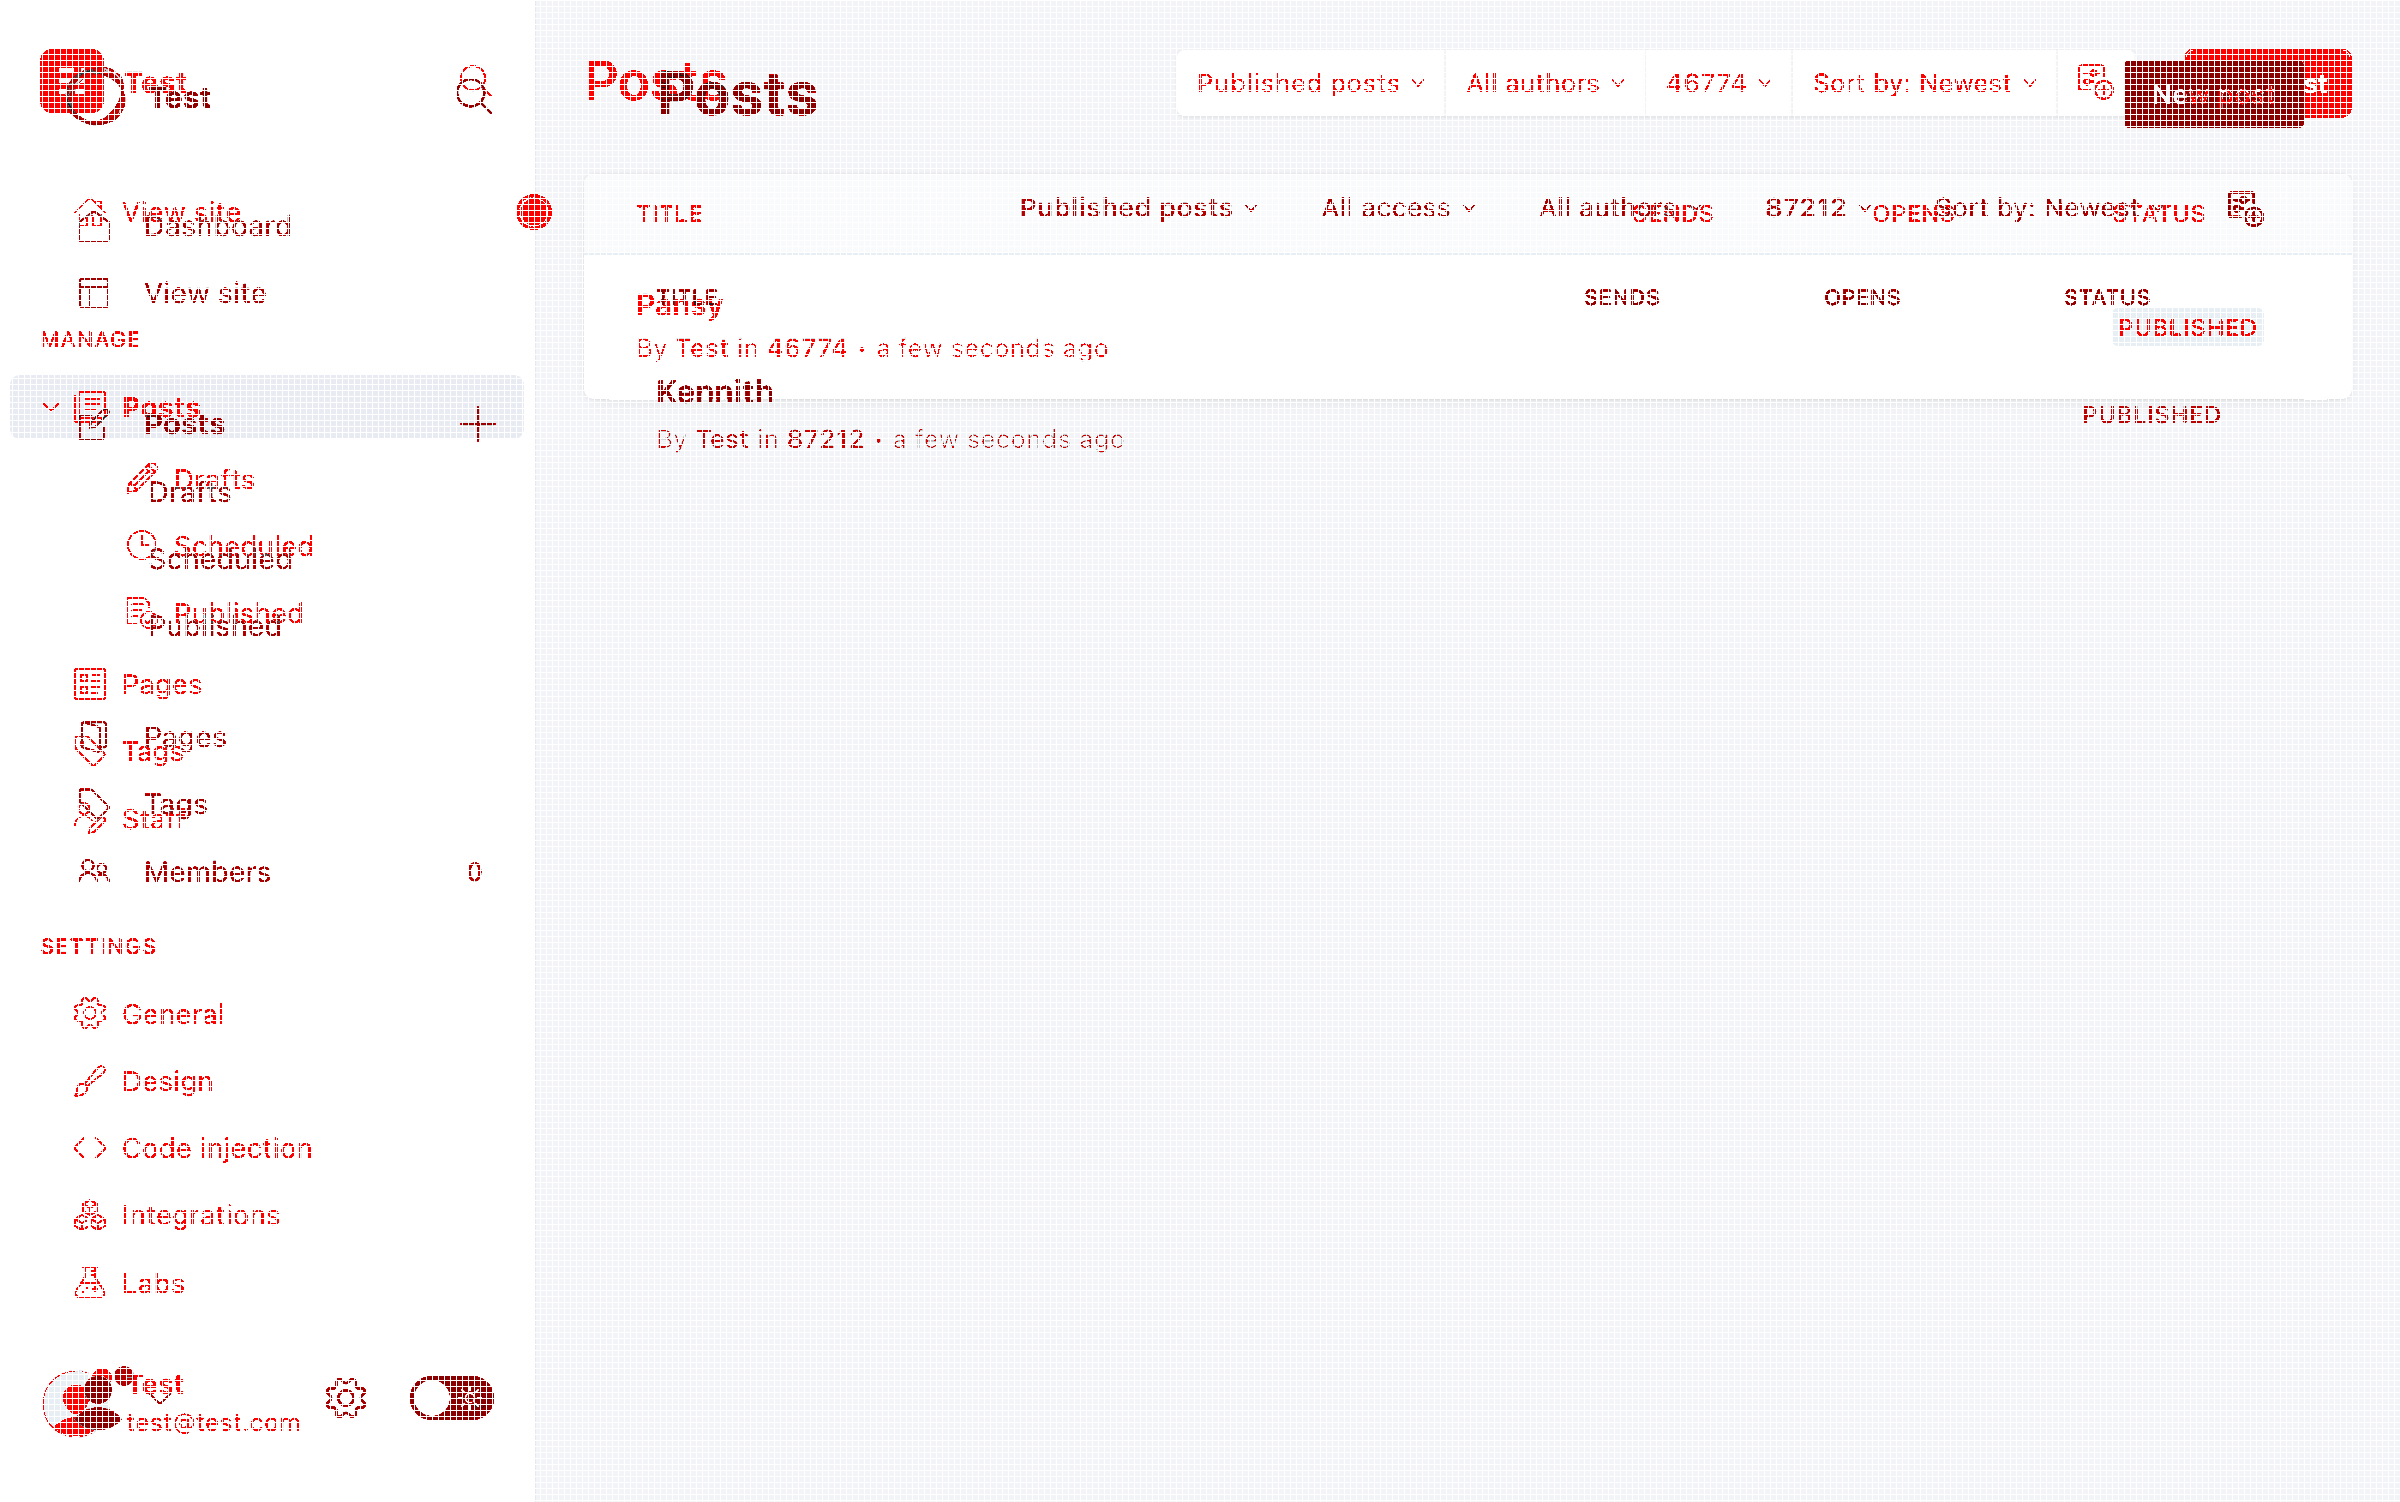 Test
Test
Posts
Posts
Published posts
All authors
46774
Sort by: Newest
New post
View site
Dashboard
TITLE
Published posts
All access
All authors
87212
Sort by: Newest
SENDS
OPENS
STATUS
View site
TITLE
SENDS
OPENS
STATUS
Pansy
PUBLISHED
MANAGE
By Test in 46774 • a few seconds ago
Kennith
Posts
Posts
PUBLISHED
By Test in 87212 • a few seconds ago
Drafts
Drafts
Scheduled
Scheduled
Published
Published
Pages
Pages
Tags
Tags
Staff
Members
0
SETTINGS
General
Design
Code injection
Integrations
Labs
Test
test@test.com